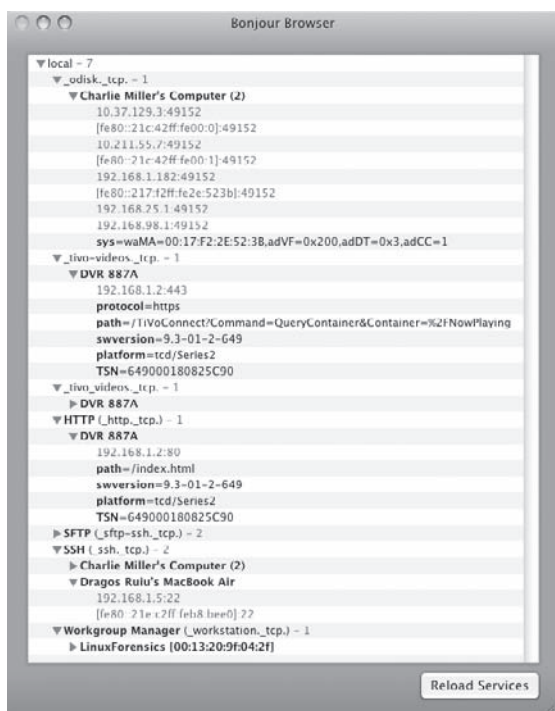 Bonjour Browser
local – 7
_odisk._tcp. – 1
Charlie Miller's Computer (2)
10.37.129.3:49152
[fe80::21c:42ff:fe00:0]:49152
10.211.55.7:49152
[fe80::21c:42ff:fe00:1]:49152
192.168.1.182:49152
[fe80::217:f2ff:fe2e:523b]:49152
192.168.25.1:49152
192.168.98.1:49152
sys=waMA=00:17:F2:2E:52:3B,adVF=0x200,adDT=0x3,adCC=1
_tivo-videos._tcp. – 1
DVR 887A
192.168.1.2:443
protocol=https
path=/TiVoConnect?Command=QueryContainer&Container=%2FNowPlaying
swversion=9.3-01-2-649
platform=tcd/Series2
TSN=649000180825C90
_tivo_videos._tcp. – 1
DVR 887A
HTTP (_http._tcp.) – 1
DVR 887A
192.168.1.2:80
path=/index.html
swversion=9.3-01-2-649
platform=tcd/Series2
TSN=649000180825C90
SFTP (_sftp-ssh._tcp.) – 2
SSH (_ssh._tcp.) – 2
Charlie Miller's Computer (2)
Dragos Ruiu's MacBook Air
192.168.1.5:22
[fe80::21e:c2ff:feb8:bee0]:22
Workgroup Manager (_workstation._tcp.) – 1
LinuxForensics [00:13:20:9f:04:2f]
Reload Services